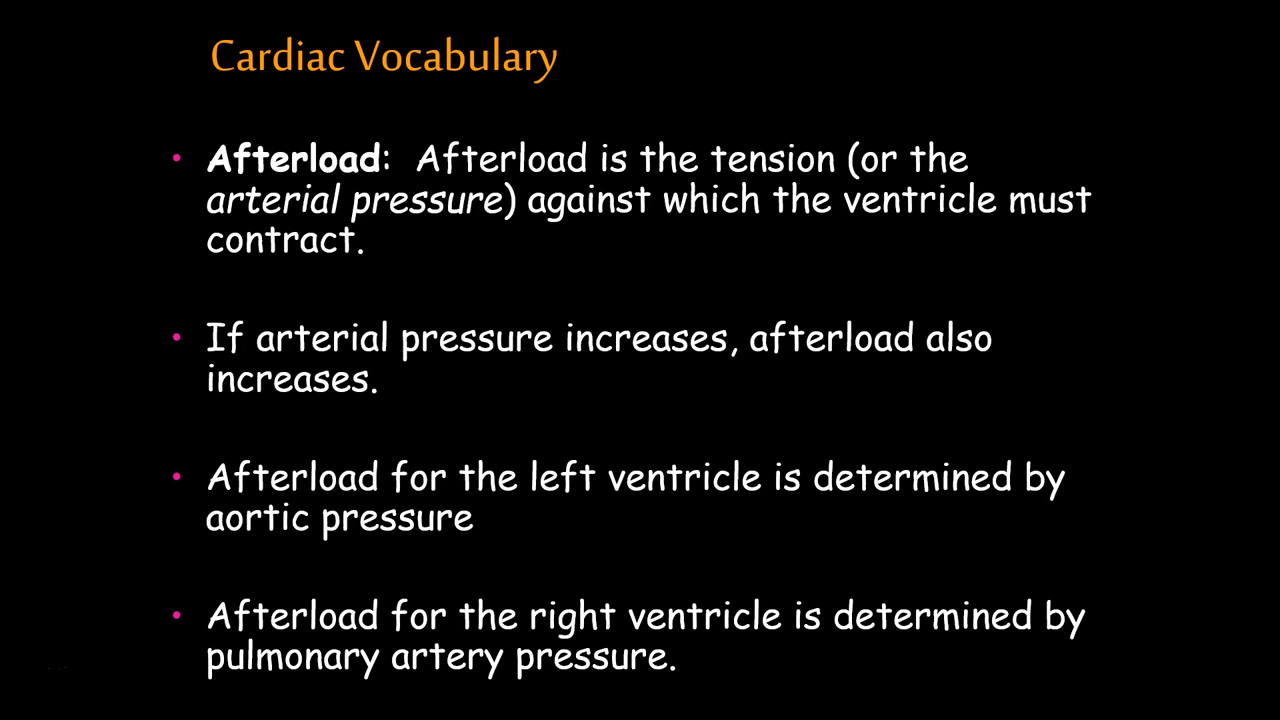 Cardiac Vocabulary
• Afterload:  Afterload is the tension (or the
arterial pressure) against which the ventricle must
contract.
• If arterial pressure increases, afterload also
increases.
• Afterload for the left ventricle is determined by
aortic pressure
• Afterload for the right ventricle is determined by
pulmonary artery pressure.